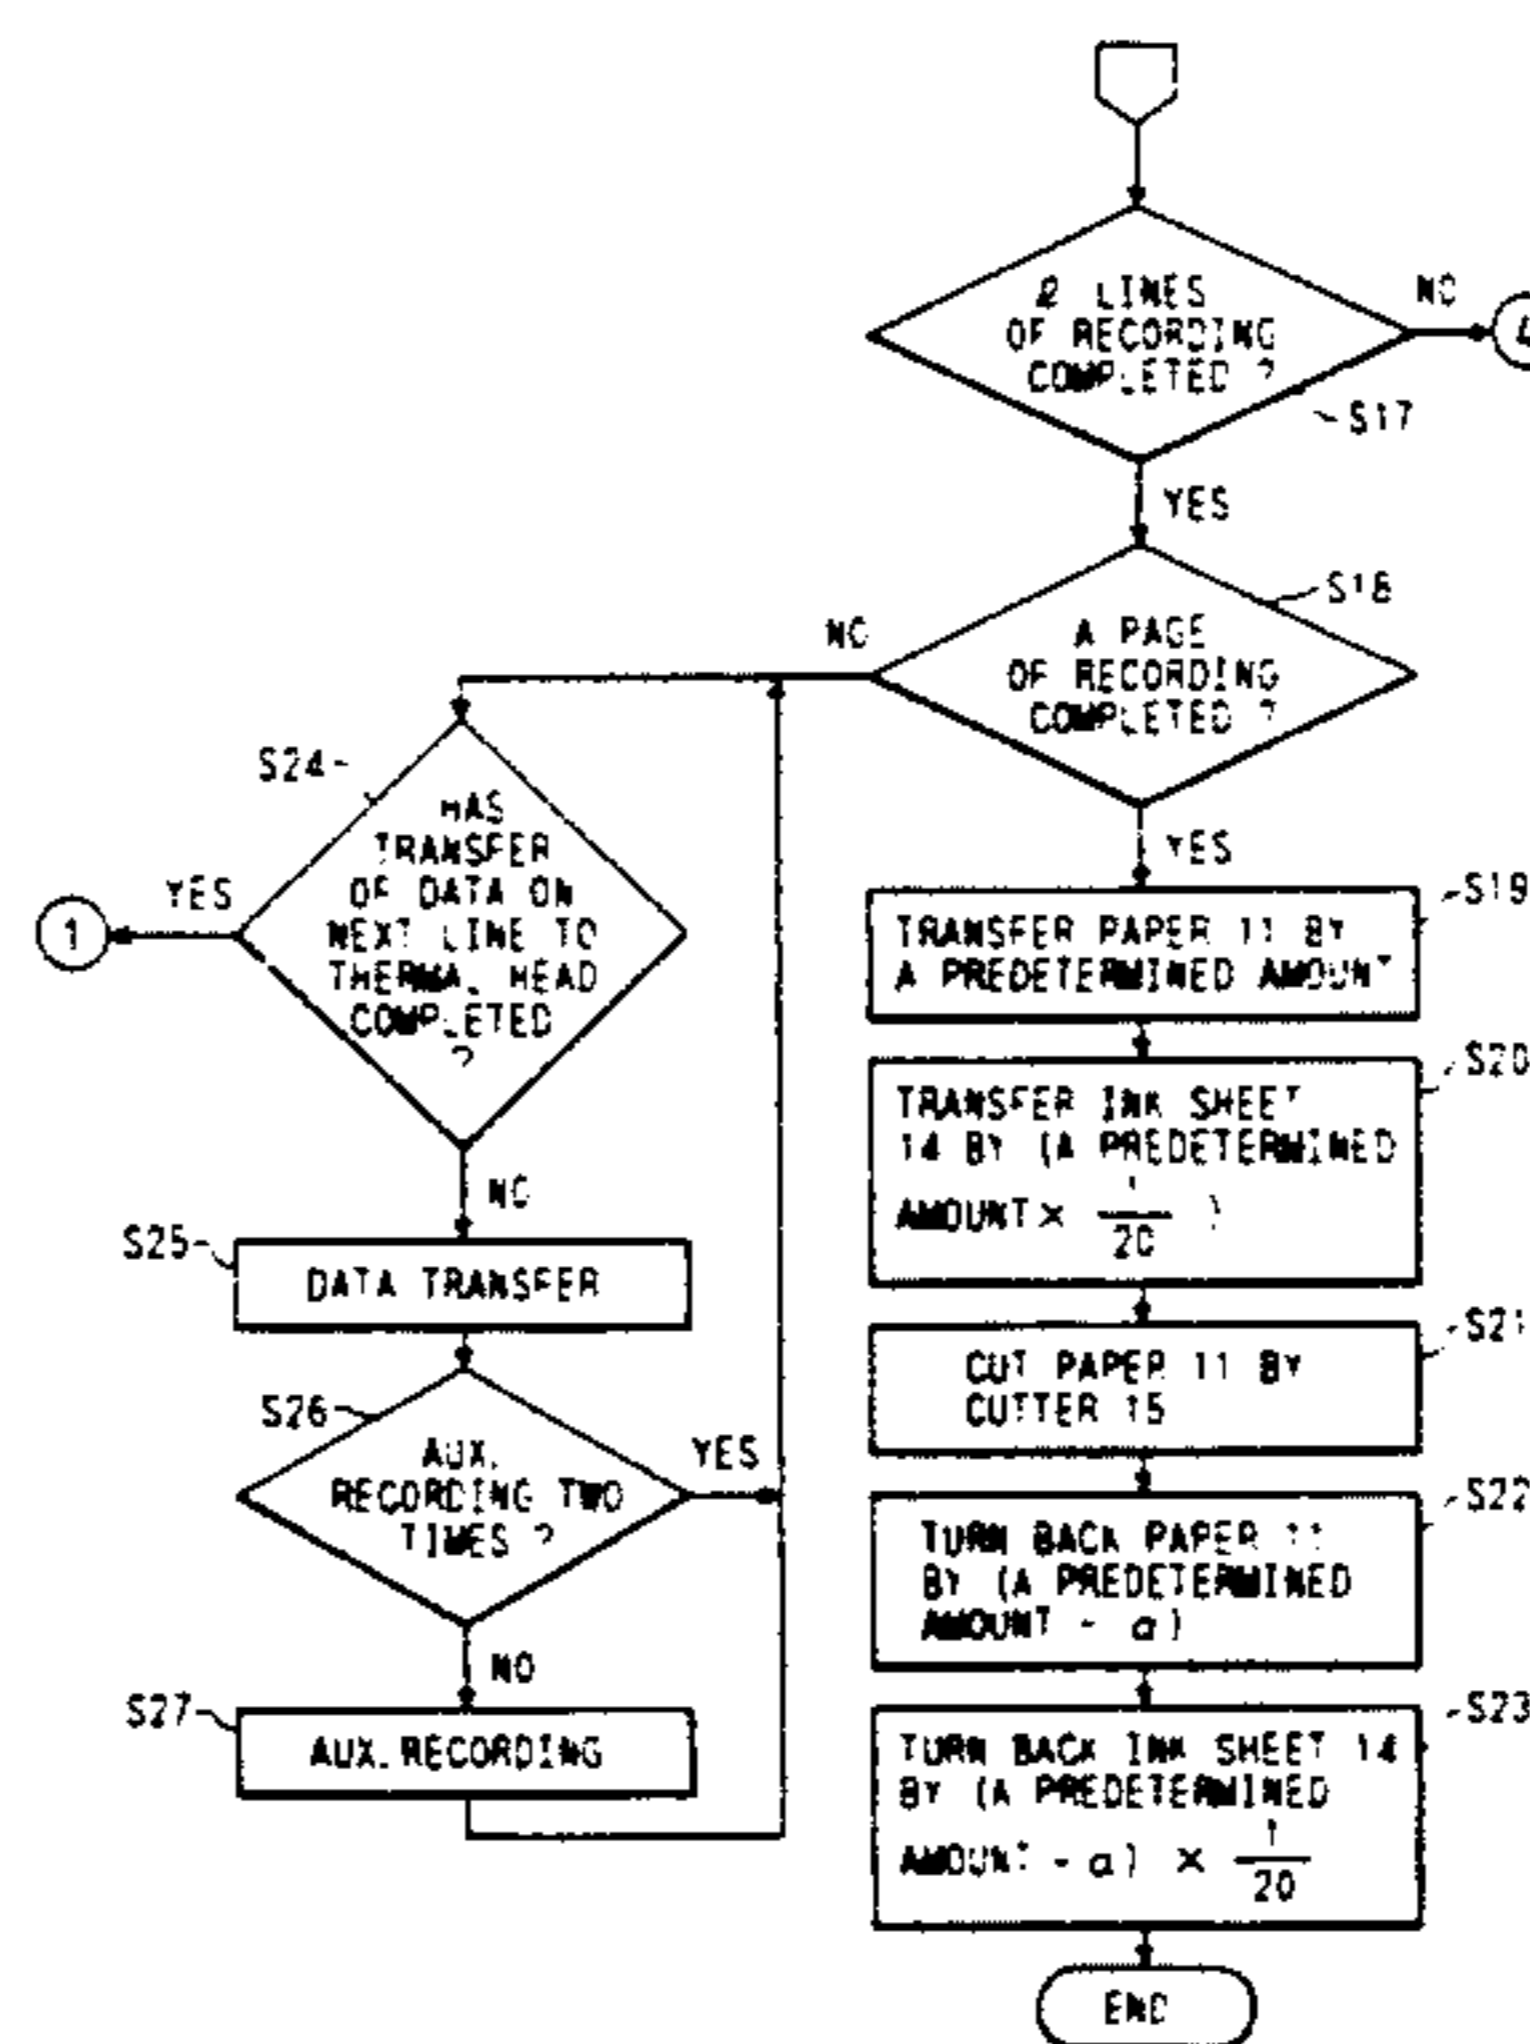 ℓ LINES
OF RECORDING
COMPLETED ?
NO
4
S17
YES
S18
A PAGE
OF RECORDING
COMPLETED ?
NO
YES
S24
HAS
TRANSFER
OF DATA ON
NEXT LINE TO
THERMAL HEAD
COMPLETED
?
YES
1
NO
S25
DATA TRANSFER
S26
AUX.
RECORDING TWO
TIMES ?
YES
NO
S27
AUX. RECORDING
S19
TRANSFER PAPER 11 BY
A PREDETERMINED AMOUNT
S20
TRANSFER INK SHEET
14 BY (A PREDETERMINED
AMOUNT × 1/20 )
S21
CUT PAPER 11 BY
CUTTER 15
S22
TURN BACK PAPER 11
BY (A PREDETERMINED
AMOUNT - a)
S23
TURN BACK INK SHEET 14
BY (A PREDETERMINED
AMOUNT - a) × 1/20
END